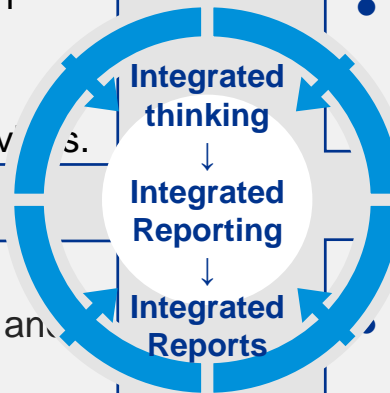 Integrated
thinking
↓
Integrated
Reporting
↓
Integrated
Reports